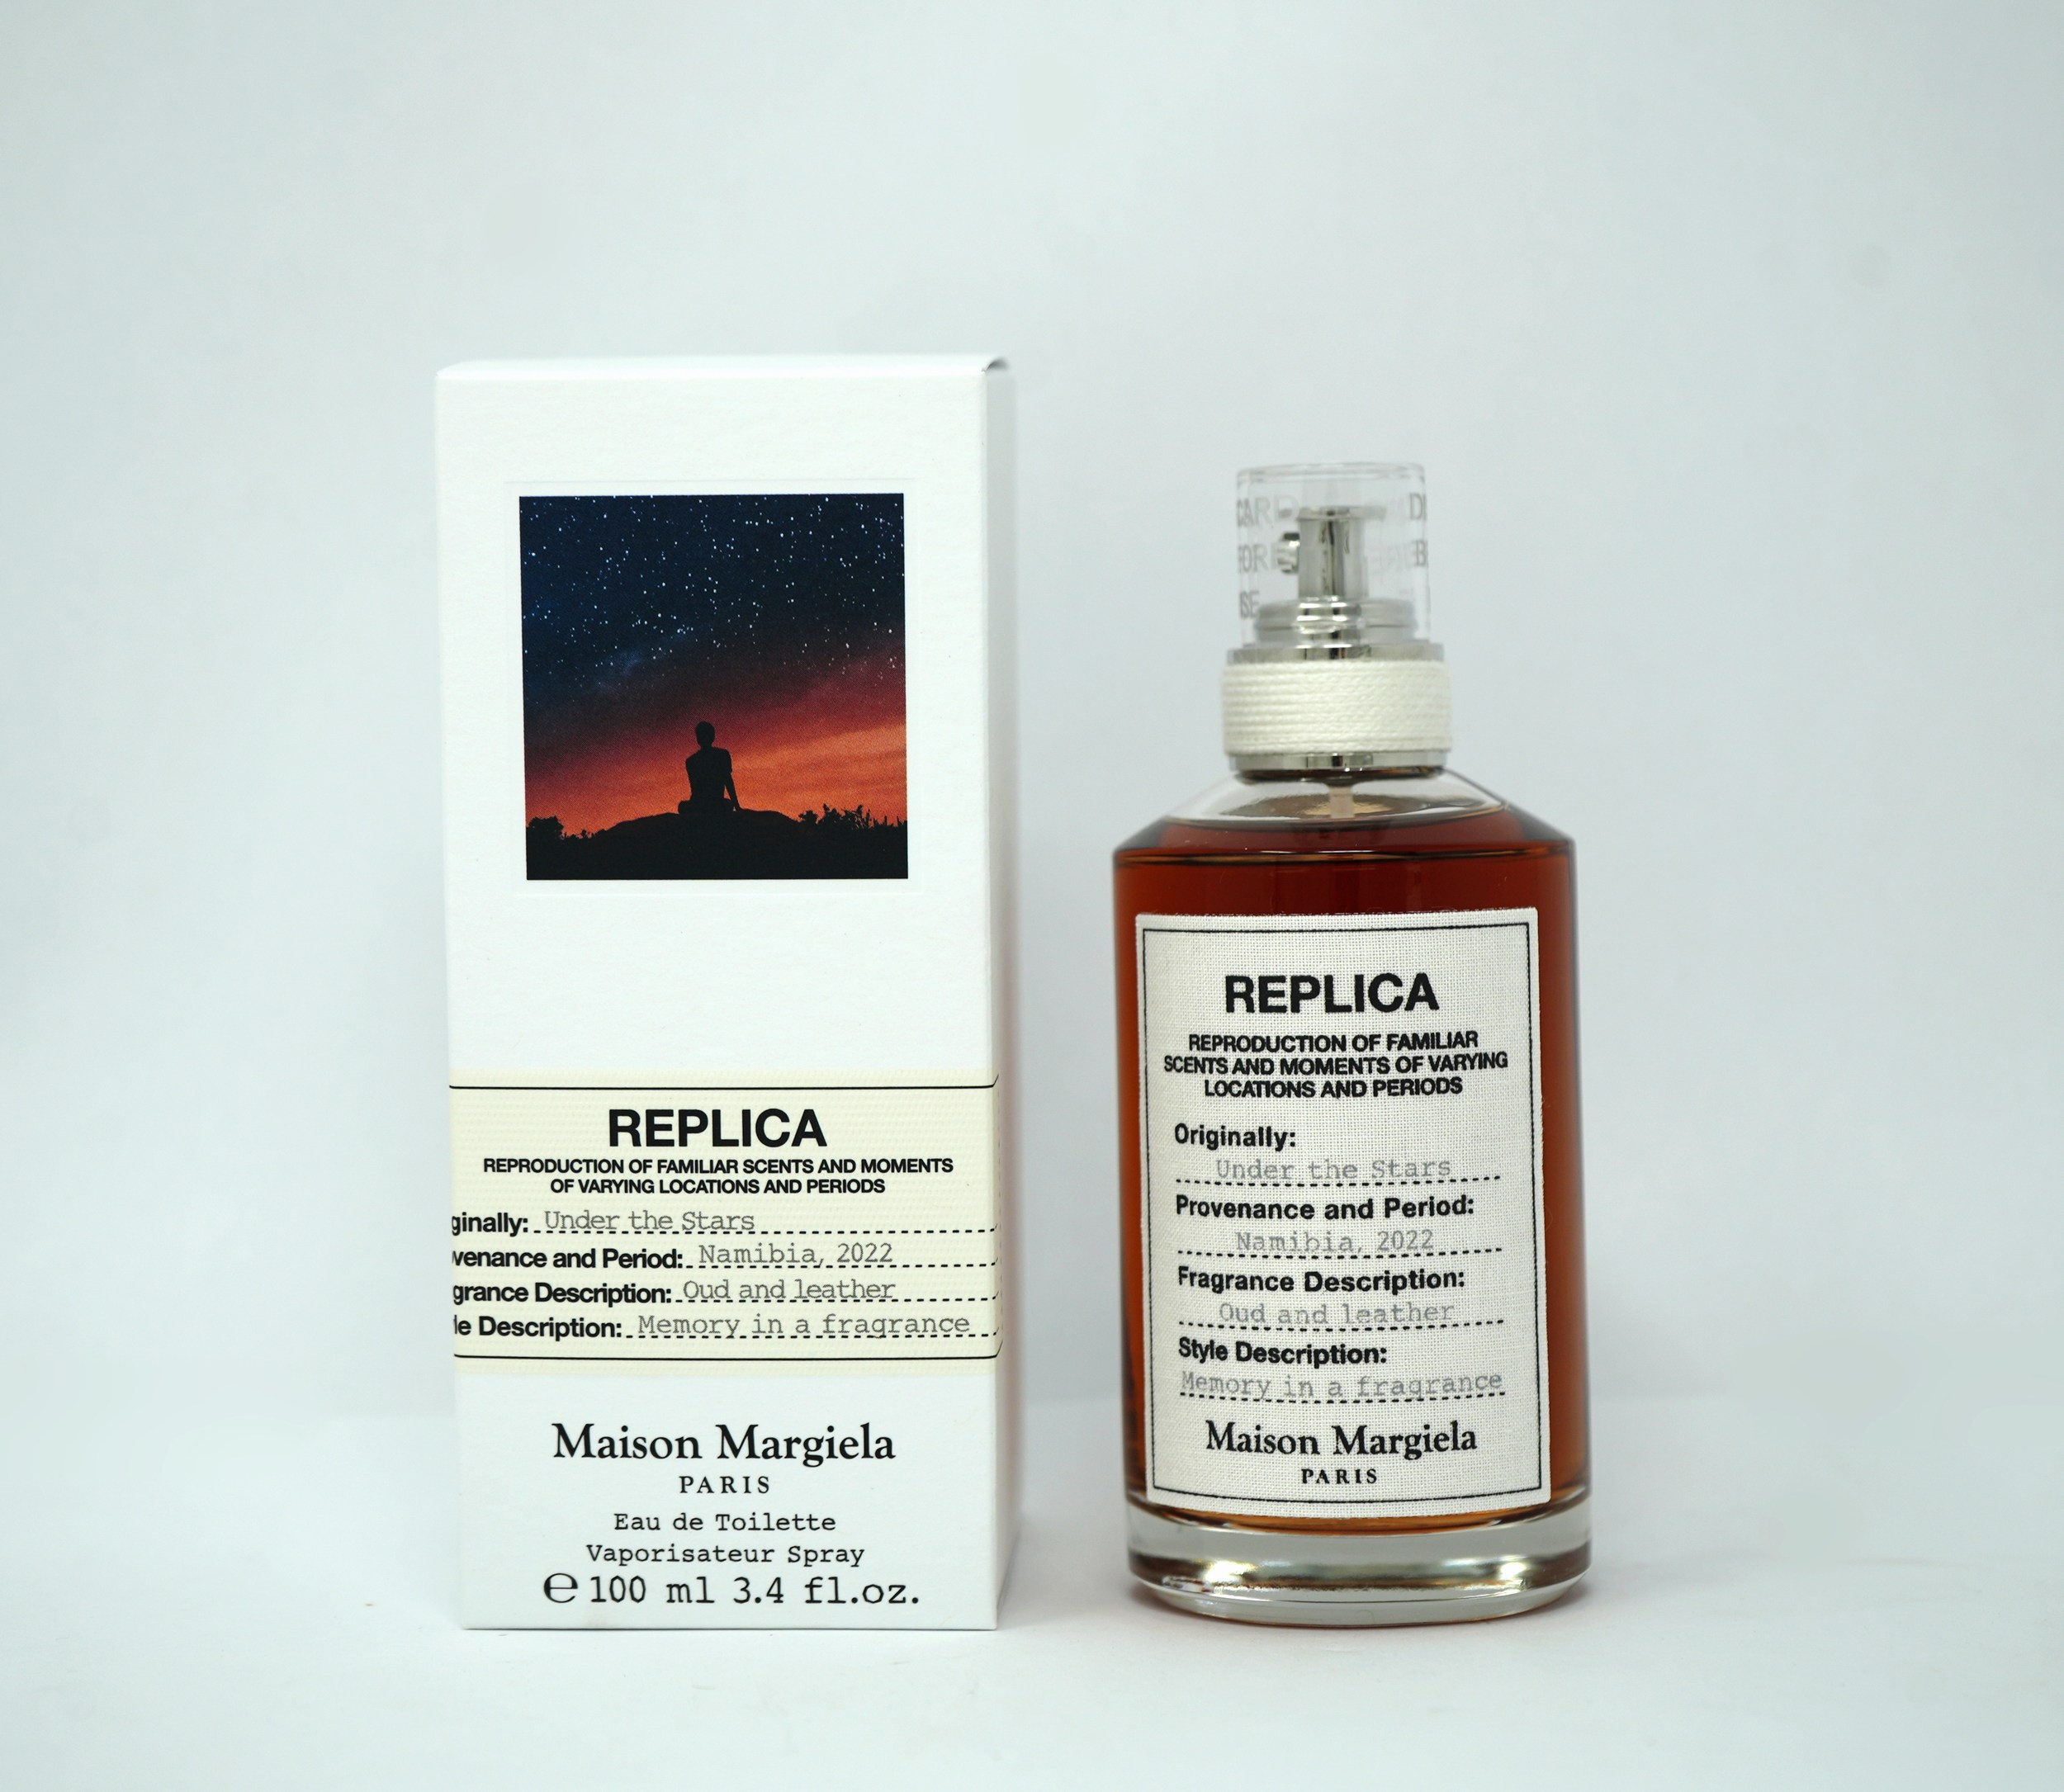 REPLICA
REPRODUCTION OF FAMILIAR SCENTS AND MOMENTS
OF VARYING LOCATIONS AND PERIODS
ginally: Under the Stars
venance and Period: Namibia, 2022
grance Description: Oud and leather
le Description: Memory in a fragrance
Maison Margiela
PARIS
Eau de Toilette
Vaporisateur Spray
℮ 100 ml 3.4 fl.oz.
REPLICA
REPRODUCTION OF FAMILIAR
SCENTS AND MOMENTS OF VARYING
LOCATIONS AND PERIODS
Originally:
Under the Stars
Provenance and Period:
Namibia, 2022
Fragrance Description:
Oud and leather
Style Description:
Memory in a fragrance
Maison Margiela
PARIS